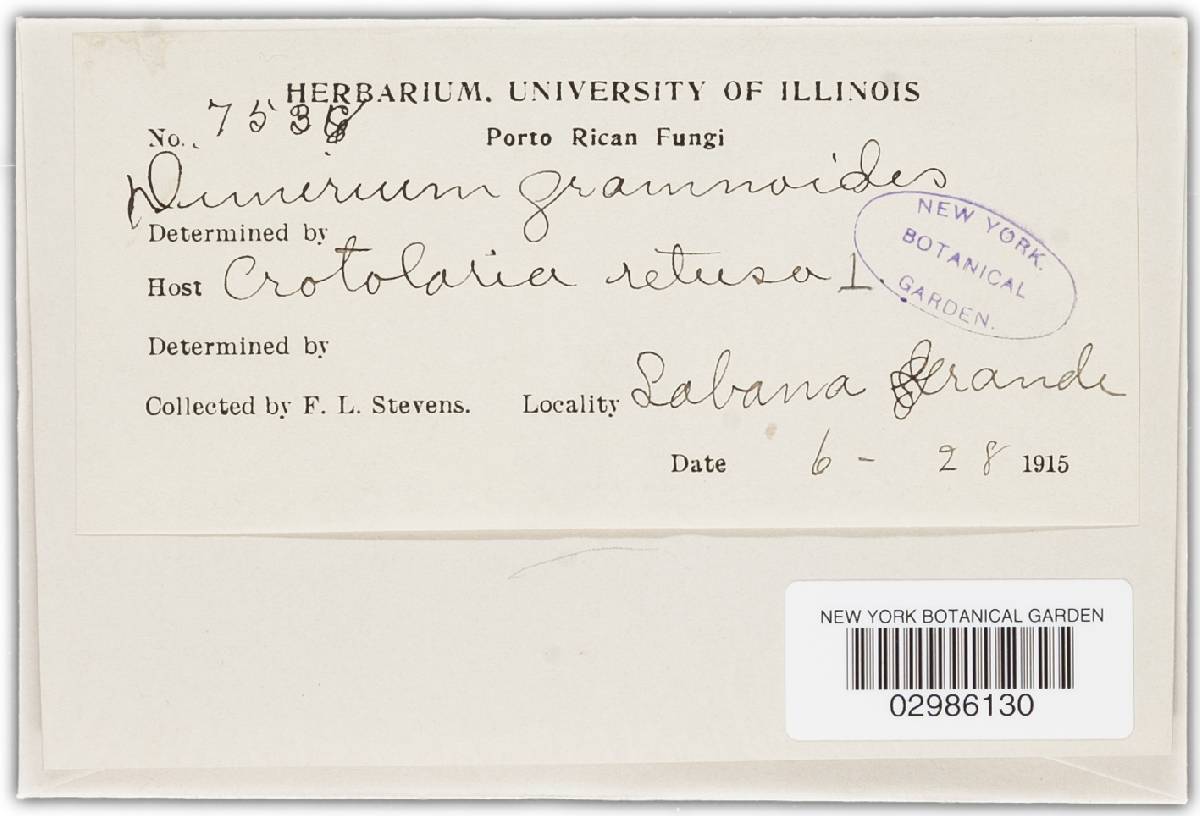 HERBARIUM. UNIVERSITY OF ILLINOIS
No. 753
Porto Rican Fungi
Dimerium grammoides
Determined by
Host Crotolaria retusa L
NEW YORK.
BOTANICAL
GARDEN.
Determined by
Collected by F. L. Stevens. Locality Sabana Grande
Date 6 - 28 1915
NEW YORK BOTANICAL GARDEN
02986130